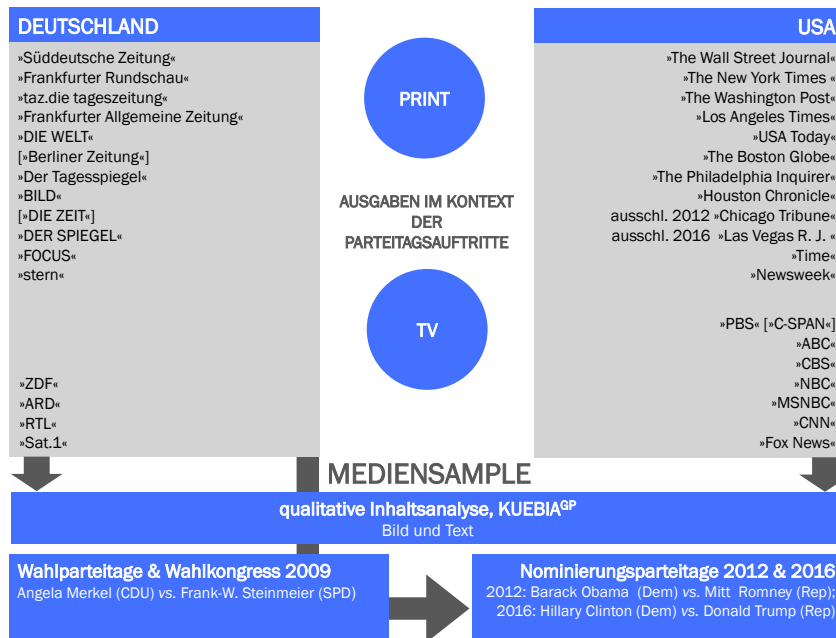 DEUTSCHLAND
»Süddeutsche Zeitung«
»Frankfurter Rundschau«
»taz.die tageszeitung«
»Frankfurter Allgemeine Zeitung«
»DIE WELT«
[»Berliner Zeitung«]
»Der Tagesspiegel«
»BILD«
[»DIE ZEIT«]
»DER SPIEGEL«
»FOCUS«
»stern«
»ZDF«
»ARD«
»RTL«
»Sat.1«
PRINT
AUSGABEN IM KONTEXT
DER
PARTEITAGSAUFTRITTE
TV
USA
»The Wall Street Journal«
»The New York Times «
»The Washington Post«
»Los Angeles Times«
»USA Today«
»The Boston Globe«
»The Philadelphia Inquirer«
»Houston Chronicle«
ausschl. 2012 »Chicago Tribune«
ausschl. 2016 »Las Vegas R. J. «
»Time«
»Newsweek«
»PBS« [»C-SPAN«]
»ABC«
»CBS«
»NBC«
»MSNBC«
»CNN«
»Fox News«
MEDIENSAMPLE
qualitative Inhaltsanalyse, KUEBIAGP
Bild und Text
Wahlparteitage & Wahlkongress 2009
Angela Merkel (CDU) vs. Frank-W. Steinmeier (SPD)
Nominierungsparteitage 2012 & 2016
2012: Barack Obama (Dem) vs. Mitt Romney (Rep);
2016: Hillary Clinton (Dem) vs. Donald Trump (Rep)